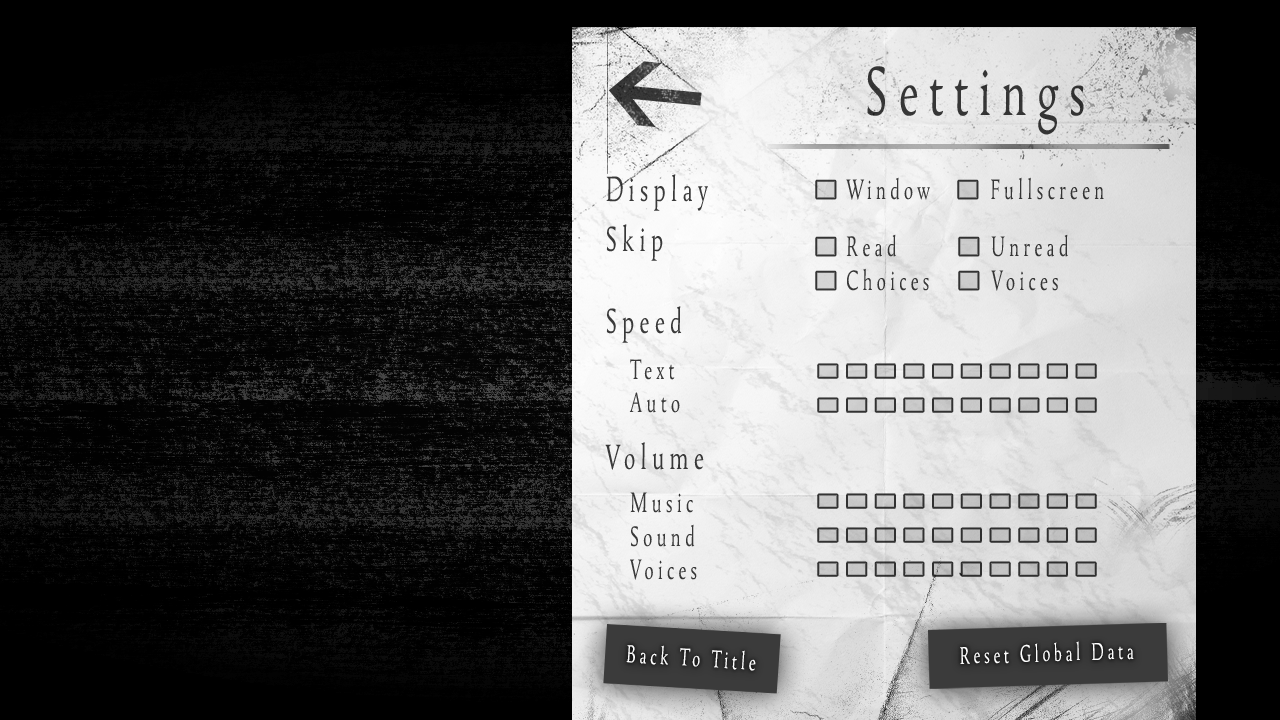 Settings
Display Window Fullscreen
Skip Read Unread
Choices Voices
Speed
Text
Auto
Volume
Music
Sound
Voices
Back To Title Reset Global Data